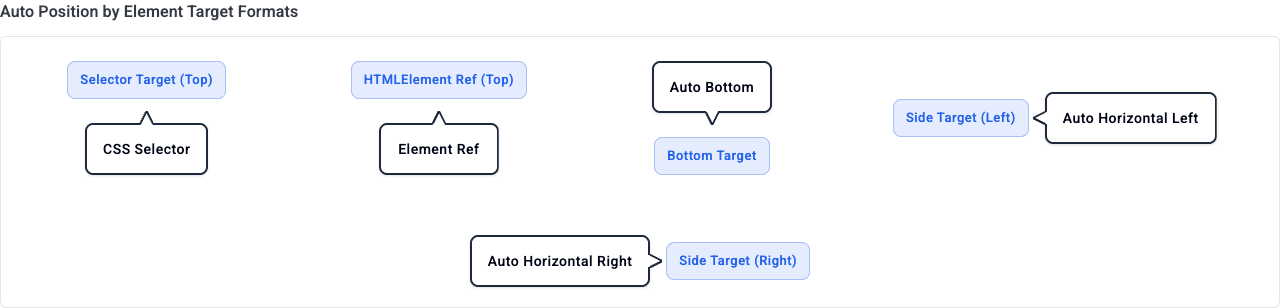 Auto Position by Element Target Formats
Selector Target (Top)
CSS Selector
HTMLElement Ref (Top)
Element Ref
Auto Bottom
Bottom Target
Side Target (Left)
Auto Horizontal Left
Auto Horizontal Right
Side Target (Right)